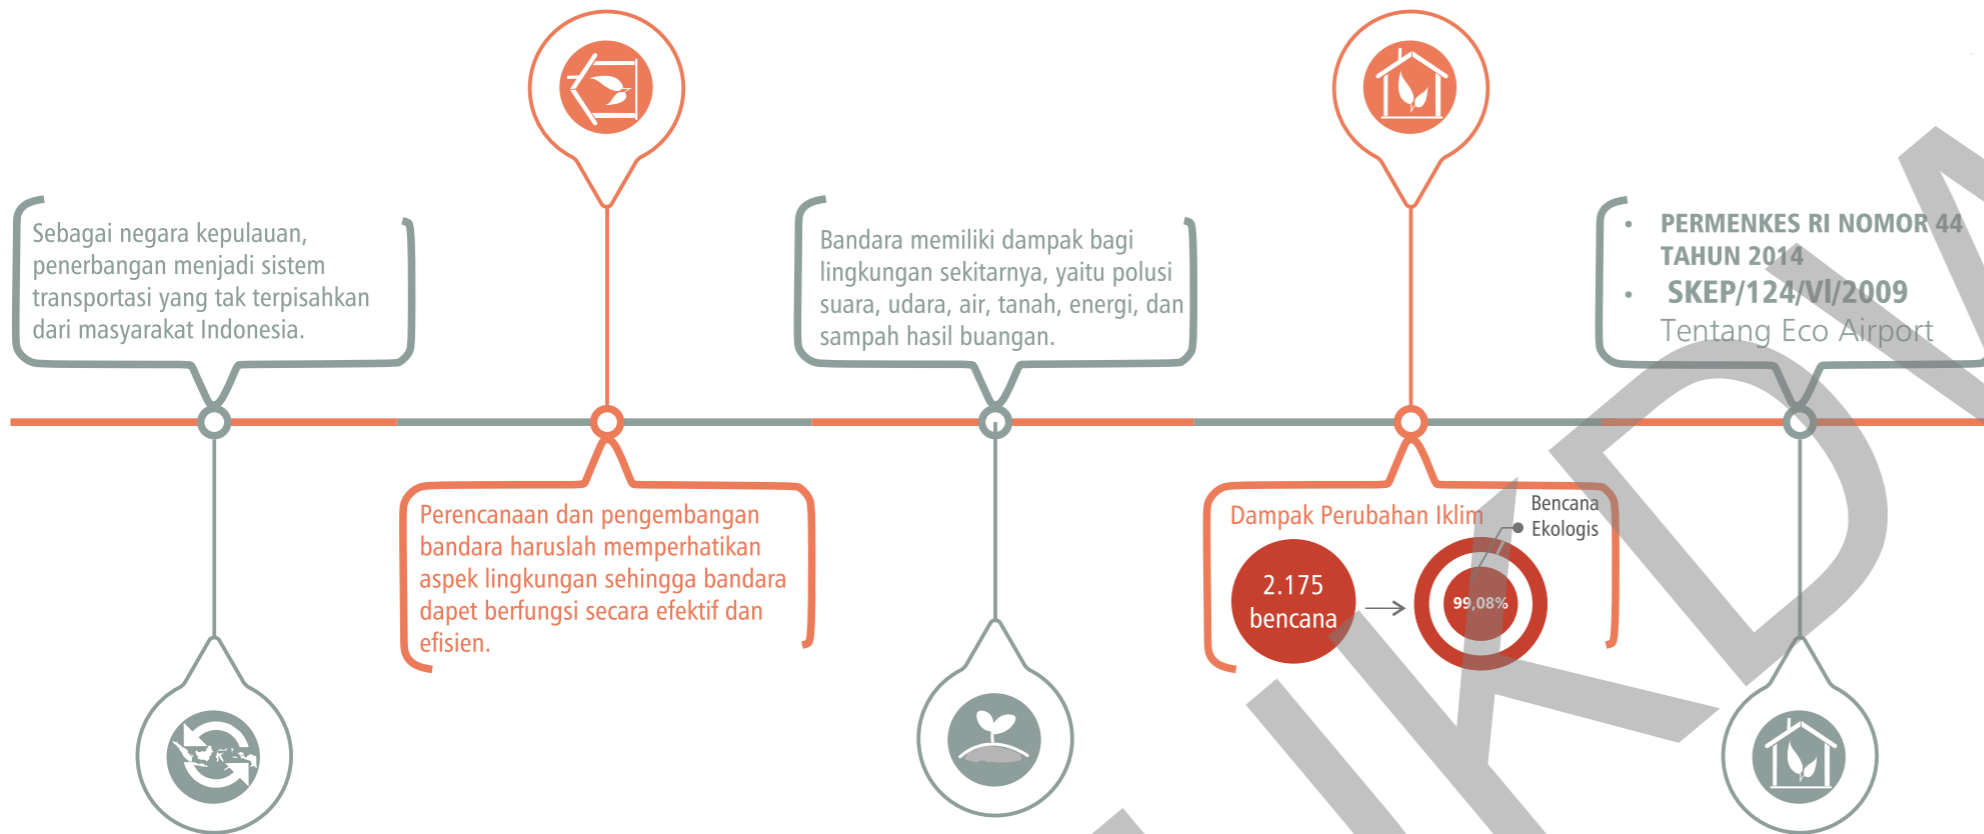 Sebagai negara kepulauan,
penerbangan menjadi sistem
transportasi yang tak terpisahkan
dari masyarakat Indonesia.
Perencanaan dan pengembangan
bandara haruslah memperhatikan
aspek lingkungan sehingga bandara
dapet berfungsi secara efektif dan
efisien.
Bandara memiliki dampak bagi
lingkungan sekitarnya, yaitu polusi
suara, udara, air, tanah, energi, dan
sampah hasil buangan.
Dampak Perubahan Iklim
Bencana
Ekologis
2.175
bencana
99,08%
• PERMENKES RI NOMOR 44
TAHUN 2014
• SKEP/124/VI/2009
Tentang Eco Airport